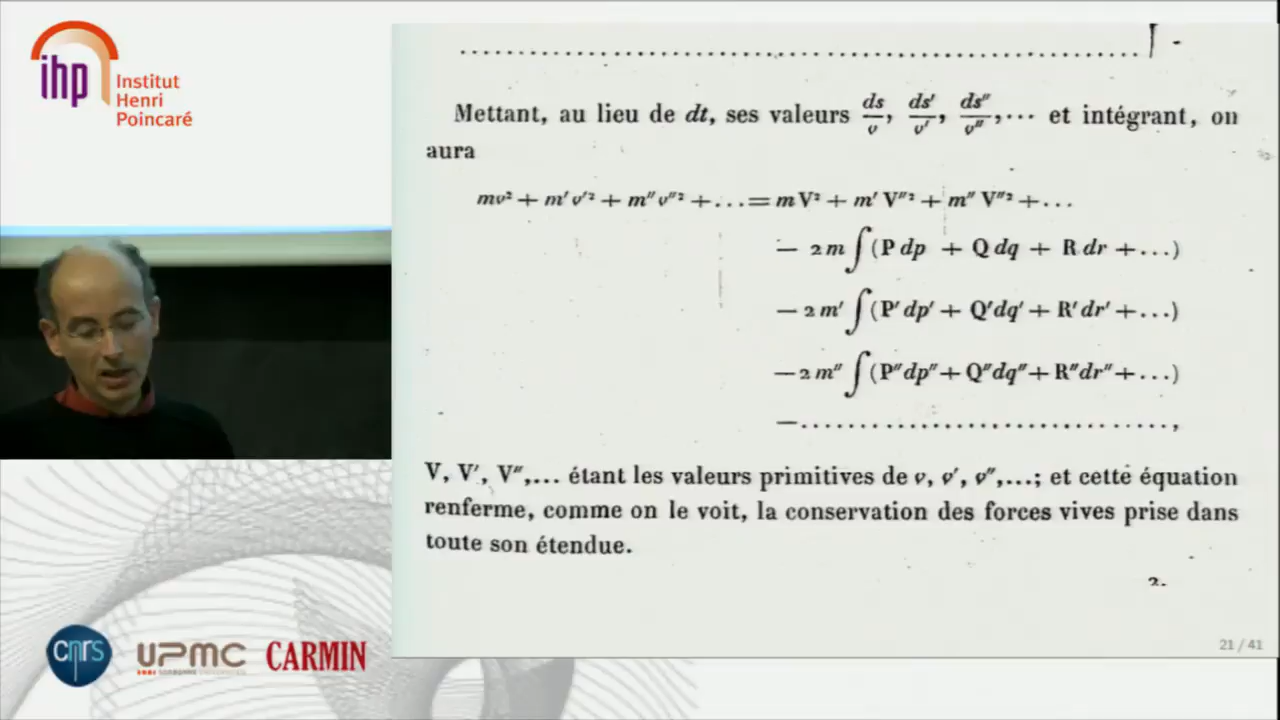 ihp
Institut
Henri
Poincaré
Mettant, au lieu de dt, ses valeurs ds/v, ds′/v′, ds″/v″,... et intégrant, on
aura
mv² + m′v′² + m″v″² + ... = mV² + m′V″² + m″V″² + ...
− 2m ∫(P dp + Q dq + R dr + ...)
− 2m′ ∫(P′dp′ + Q′dq′ + R′dr′ + ...)
− 2m″ ∫(P″dp″ + Q″dq″ + R″dr″ + ...)
− ..............................,
V, V′, V″,... étant les valeurs primitives de v, v′, v″,...; et cette équation
renferme, comme on le voit, la conservation des forces vives prise dans
toute son étendue.
2.
21 / 41
cnrs
UPMC
CARMIN